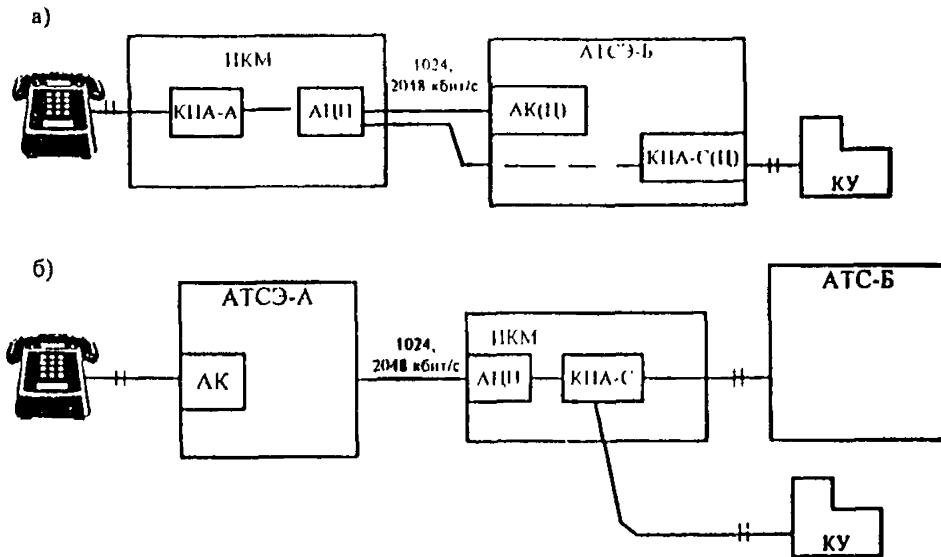 а)
ИКМ
КПА-А
АЦП
1024,
2048 кбит/с
АТСЭ-Б
АК(Ц)
КПА-С(Ц)
КУ
б)
АТСЭ-А
АК
1024,
2048 кбит/с
ИКМ
АЦП
КПА-С
АТС-Б
КУ